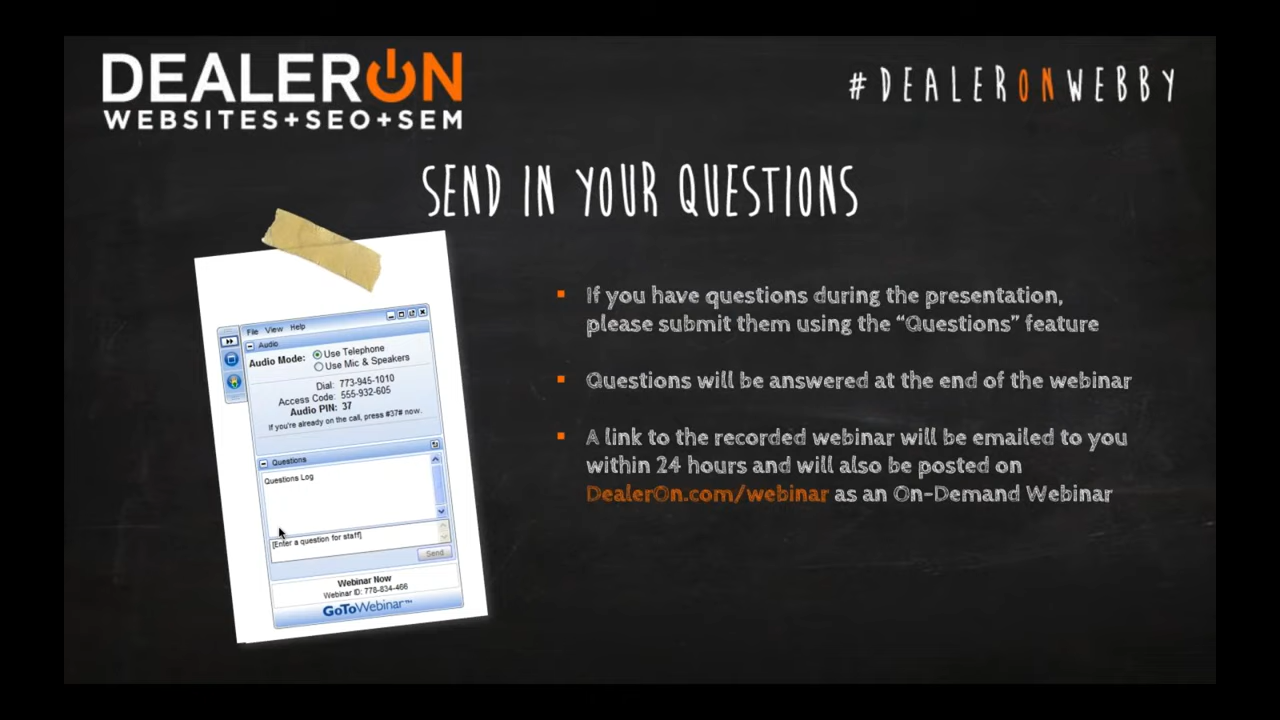 DEALERON
WEBSITES+SEO+SEM
#DEALERONWEBBY
SEND IN YOUR QUESTIONS
File View Help
Audio
Audio Mode: Use Telephone
Use Mic & Speakers
Dial: 773-945-1010
Access Code: 555-932-605
Audio PIN: 37
If you're already on the call, press #37# now.
Questions
Questions Log
[Enter a question for staff]
Send
Webinar Now
Webinar ID: 778-834-466
GoToWebinar™
If you have questions during the presentation,
please submit them using the “Questions” feature
Questions will be answered at the end of the webinar
A link to the recorded webinar will be emailed to you
within 24 hours and will also be posted on
DealerOn.com/webinar as an On-Demand Webinar